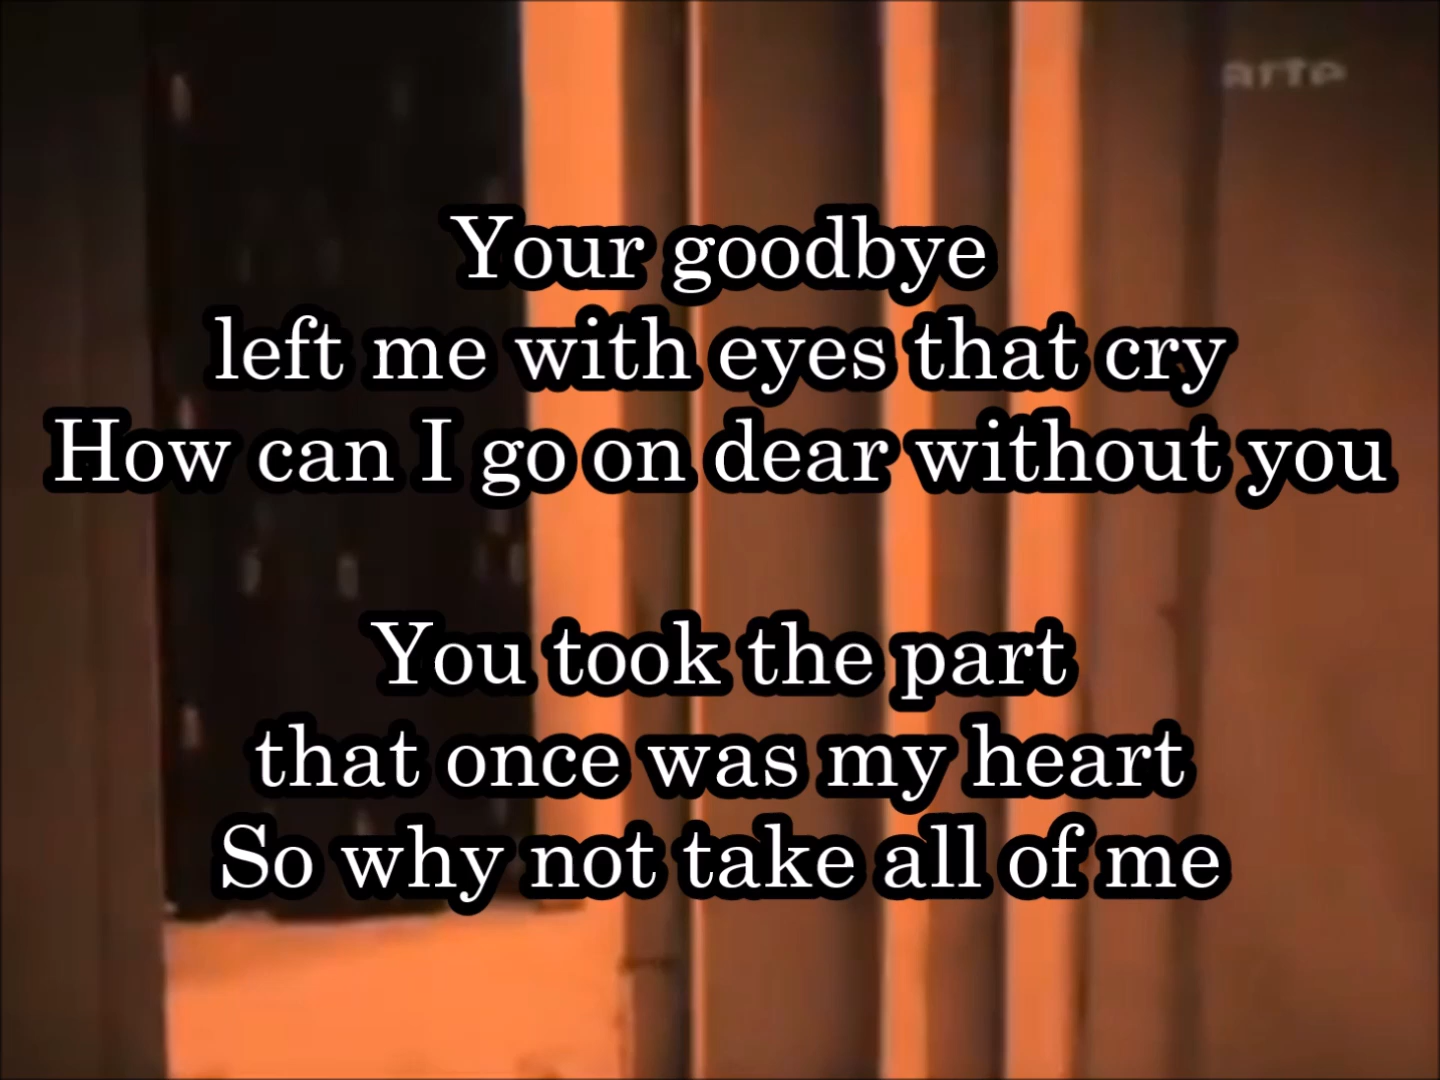 arte
Your goodbye
left me with eyes that cry
How can I go on dear without you
You took the part
that once was my heart
So why not take all of me